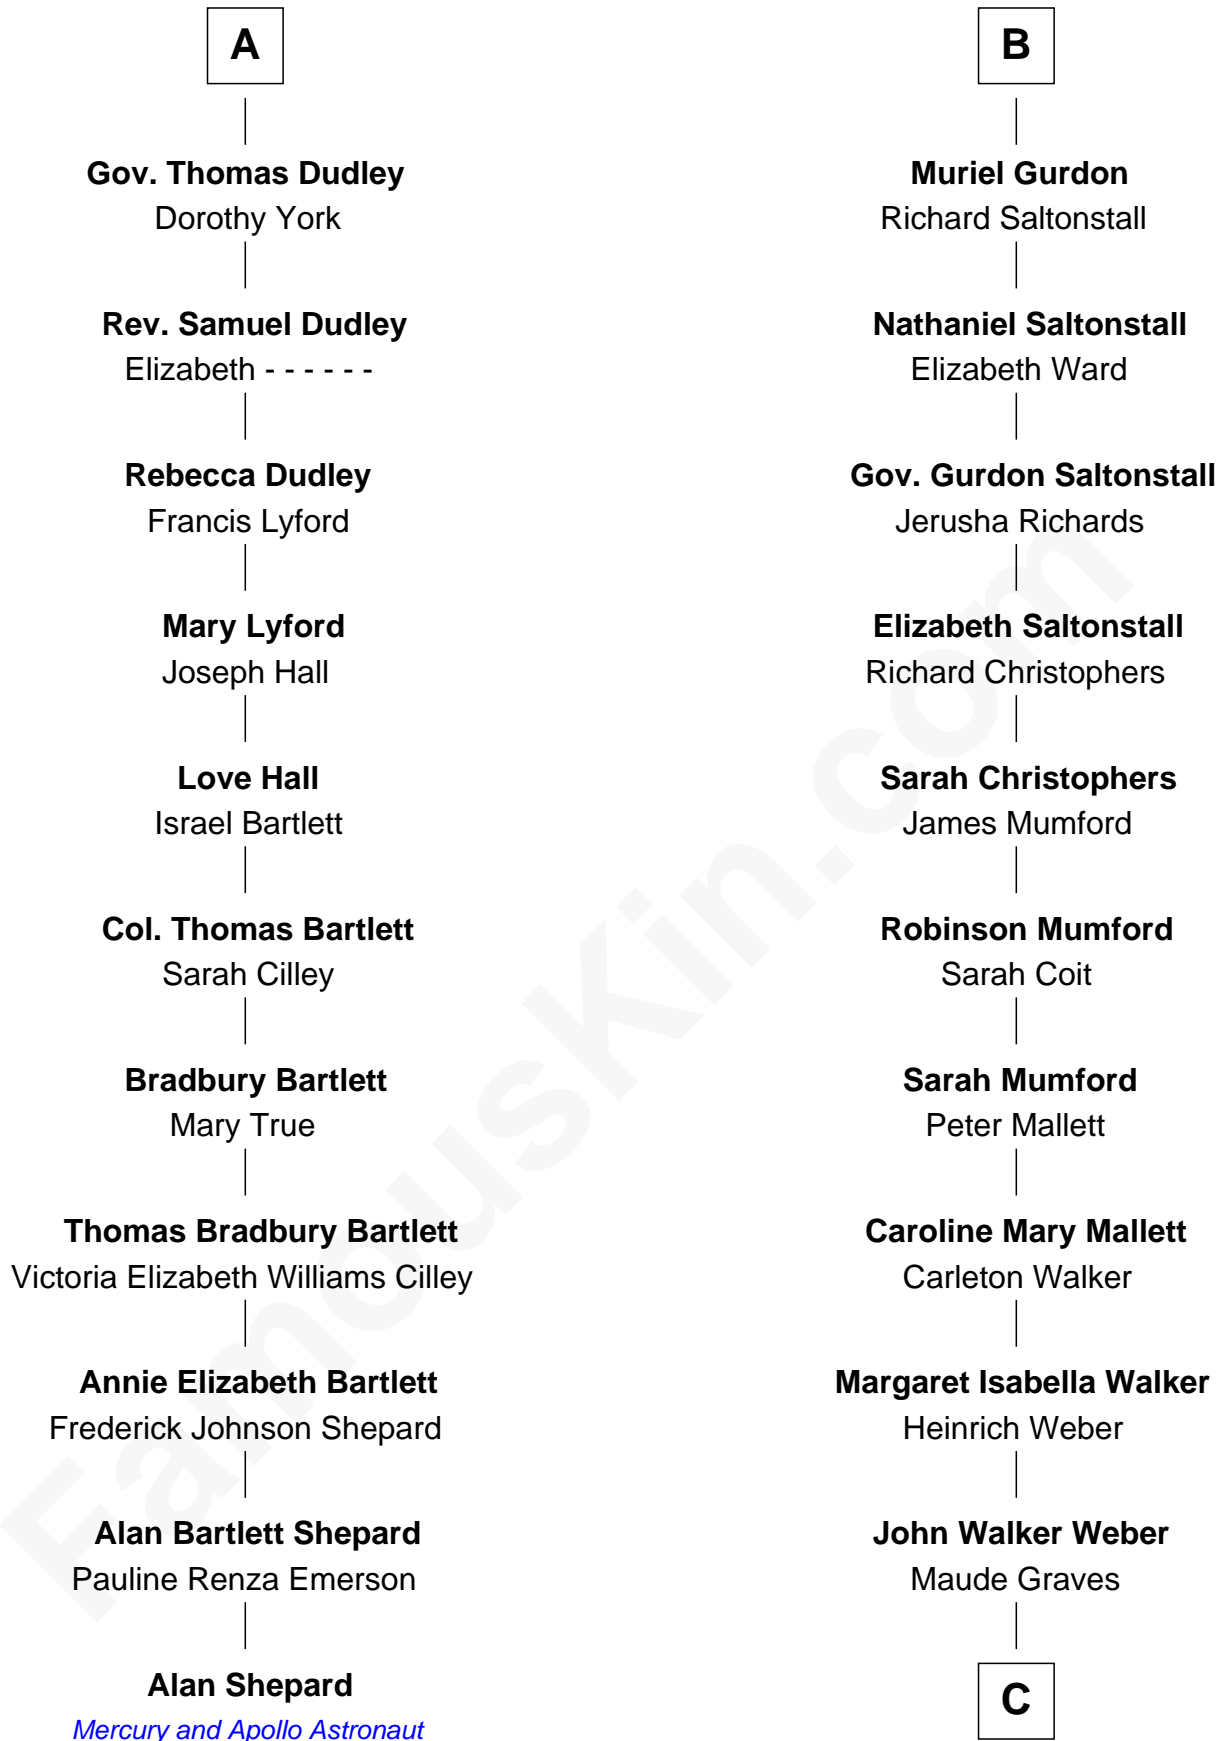 A
Gov. Thomas Dudley
Dorothy York
Rev. Samuel Dudley
Elizabeth - - - - - -
Rebecca Dudley
Francis Lyford
Mary Lyford
Joseph Hall
Love Hall
Israel Bartlett
Col. Thomas Bartlett
Sarah Cilley
Bradbury Bartlett
Mary True
Thomas Bradbury Bartlett
Victoria Elizabeth Williams Cilley
Annie Elizabeth Bartlett
Frederick Johnson Shepard
Alan Bartlett Shepard
Pauline Renza Emerson
Alan Shepard
Mercury and Apollo Astronaut
B
Muriel Gurdon
Richard Saltonstall
Nathaniel Saltonstall
Elizabeth Ward
Gov. Gurdon Saltonstall
Jerusha Richards
Elizabeth Saltonstall
Richard Christophers
Sarah Christophers
James Mumford
Robinson Mumford
Sarah Coit
Sarah Mumford
Peter Mallett
Caroline Mary Mallett
Carleton Walker
Margaret Isabella Walker
Heinrich Weber
John Walker Weber
Maude Graves
C
FamousKin.com